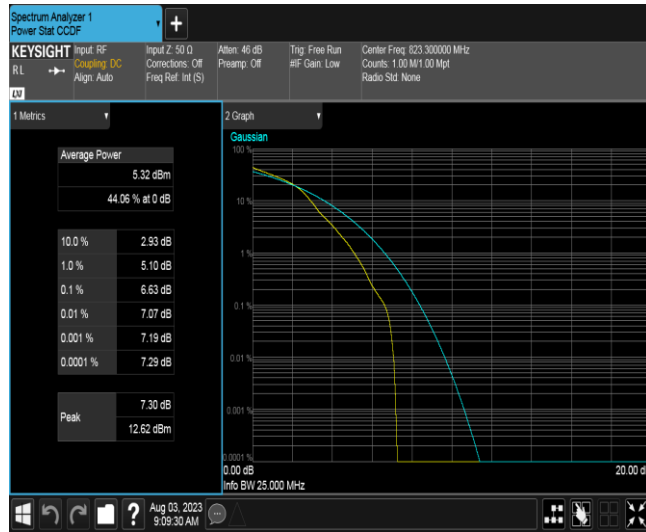 Spectrum Analyzer 1
Power Stat CCDF
+
KEYSIGHT
RL
LXI
Input: RF
Coupling: DC
Align: Auto
Input Z: 50 Ω
Corrections: Off
Freq Ref: Int (S)
Atten: 46 dB
Preamp: Off
Trig: Free Run
#IF Gain: Low
Center Freq: 823.300000 MHz
Counts: 1.00 M/1.00 Mpt
Radio Std: None
1 Metrics
Average Power
5.32 dBm
44.06 % at 0 dB
10.0 % 2.93 dB
1.0 % 5.10 dB
0.1 % 6.63 dB
0.01 % 7.07 dB
0.001 % 7.19 dB
0.0001 % 7.29 dB
Peak
7.30 dB
12.62 dBm
2 Graph
Gaussian
100 %
10 %
1 %
0.1 %
0.01 %
0.001 %
0.0001 %
0.00 dB
20.00 d
Info BW 25.000 MHz
?
Aug 03, 2023
9:09:30 AM